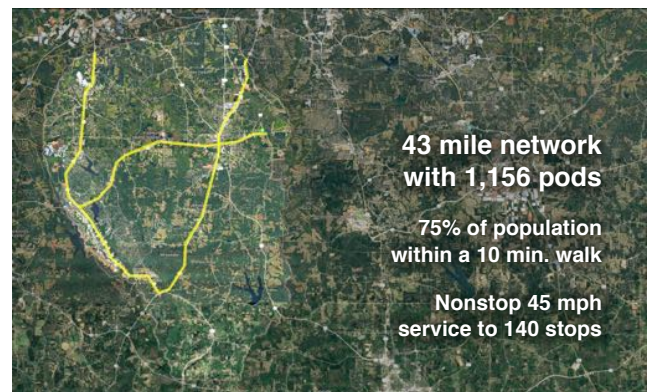 43 mile network
with 1,156 pods
75% of population
within a 10 min. walk
Nonstop 45 mph
service to 140 stops